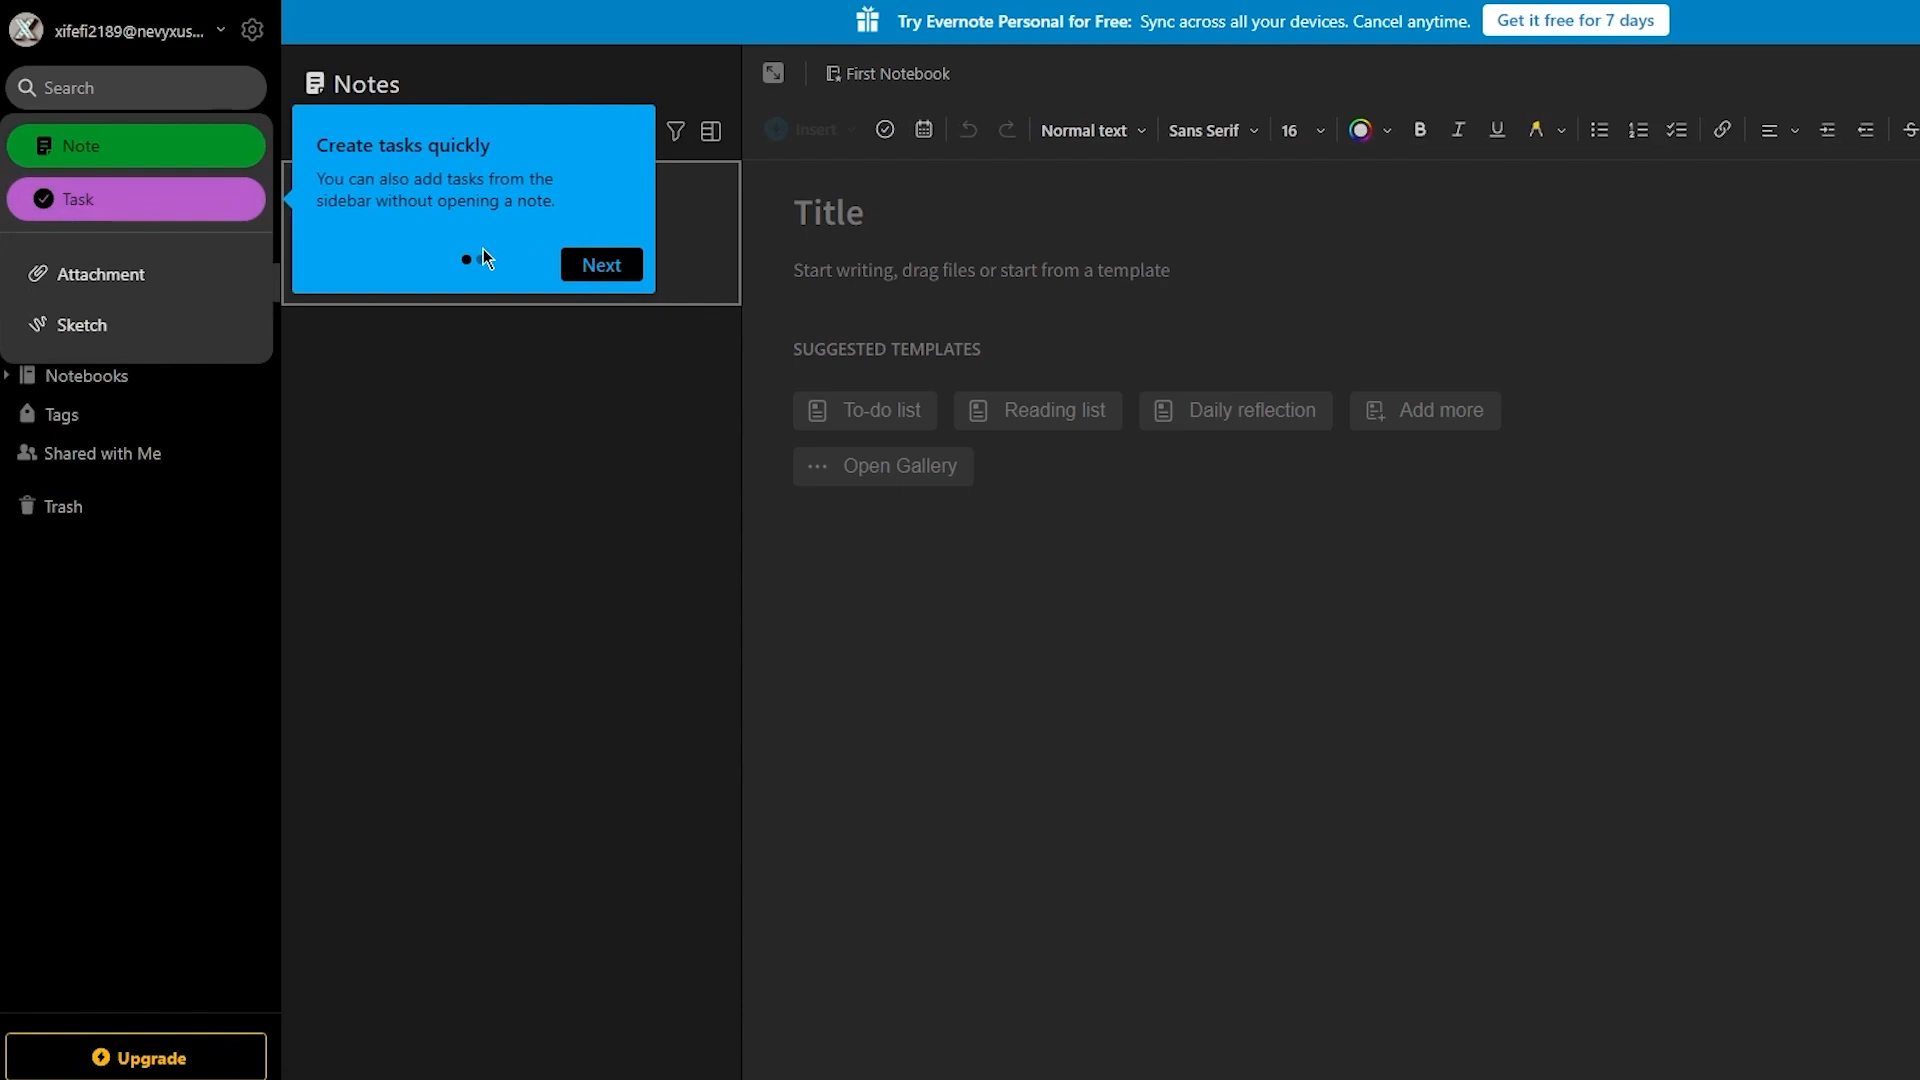 xifefi2189@nevyxus...
Search
Note
Task
Attachment
Sketch
Notebooks
Tags
Shared with Me
Trash
Upgrade
Try Evernote Personal for Free: Sync across all your devices. Cancel anytime.
Get it free for 7 days
Notes
Create tasks quickly
You can also add tasks from the
sidebar without opening a note.
Next
First Notebook
Insert
Normal text
Sans Serif
16
Title
Start writing, drag files or start from a template
SUGGESTED TEMPLATES
To-do list
Reading list
Daily reflection
Add more
Open Gallery